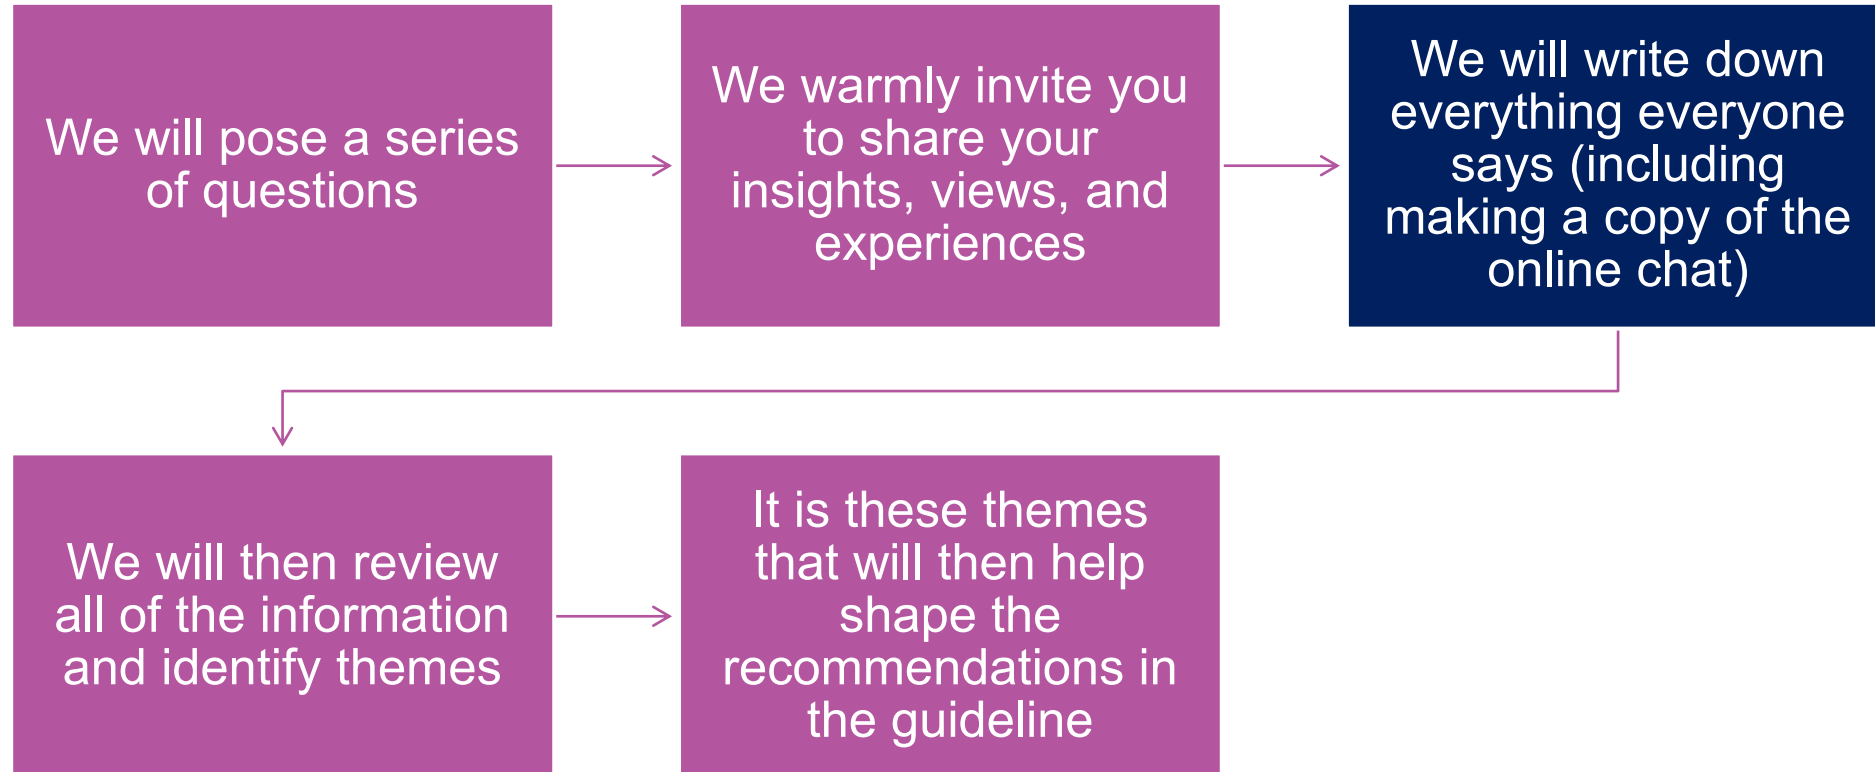 We will pose a series
of questions
We warmly invite you
to share your
insights, views, and
experiences
We will write down
everything everyone
says (including
making a copy of the
online chat)
We will then review
all of the information
and identify themes
It is these themes
that will then help
shape the
recommendations in
the guideline